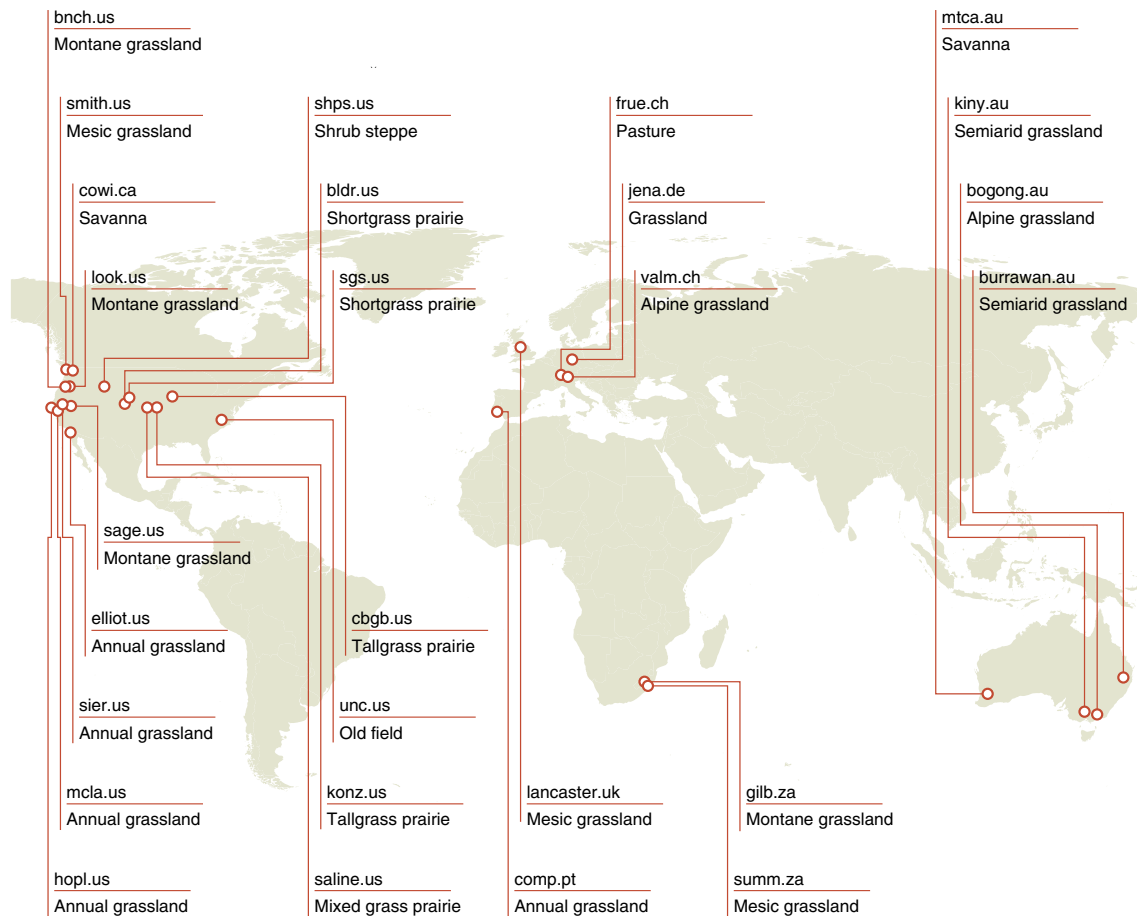 bnch.us
Montane grassland
mtca.au
Savanna
smith.us
Mesic grassland
shps.us
Shrub steppe
frue.ch
Pasture
kiny.au
Semiarid grassland
cowi.ca
Savanna
bldr.us
Shortgrass prairie
jena.de
Grassland
bogong.au
Alpine grassland
look.us
Montane grassland
sgs.us
Shortgrass prairie
valm.ch
Alpine grassland
burrawan.au
Semiarid grassland
sage.us
Montane grassland
elliot.us
Annual grassland
cbgb.us
Tallgrass prairie
sier.us
Annual grassland
unc.us
Old field
mcla.us
Annual grassland
konz.us
Tallgrass prairie
lancaster.uk
Mesic grassland
gilb.za
Montane grassland
hopl.us
Annual grassland
saline.us
Mixed grass prairie
comp.pt
Annual grassland
summ.za
Mesic grassland